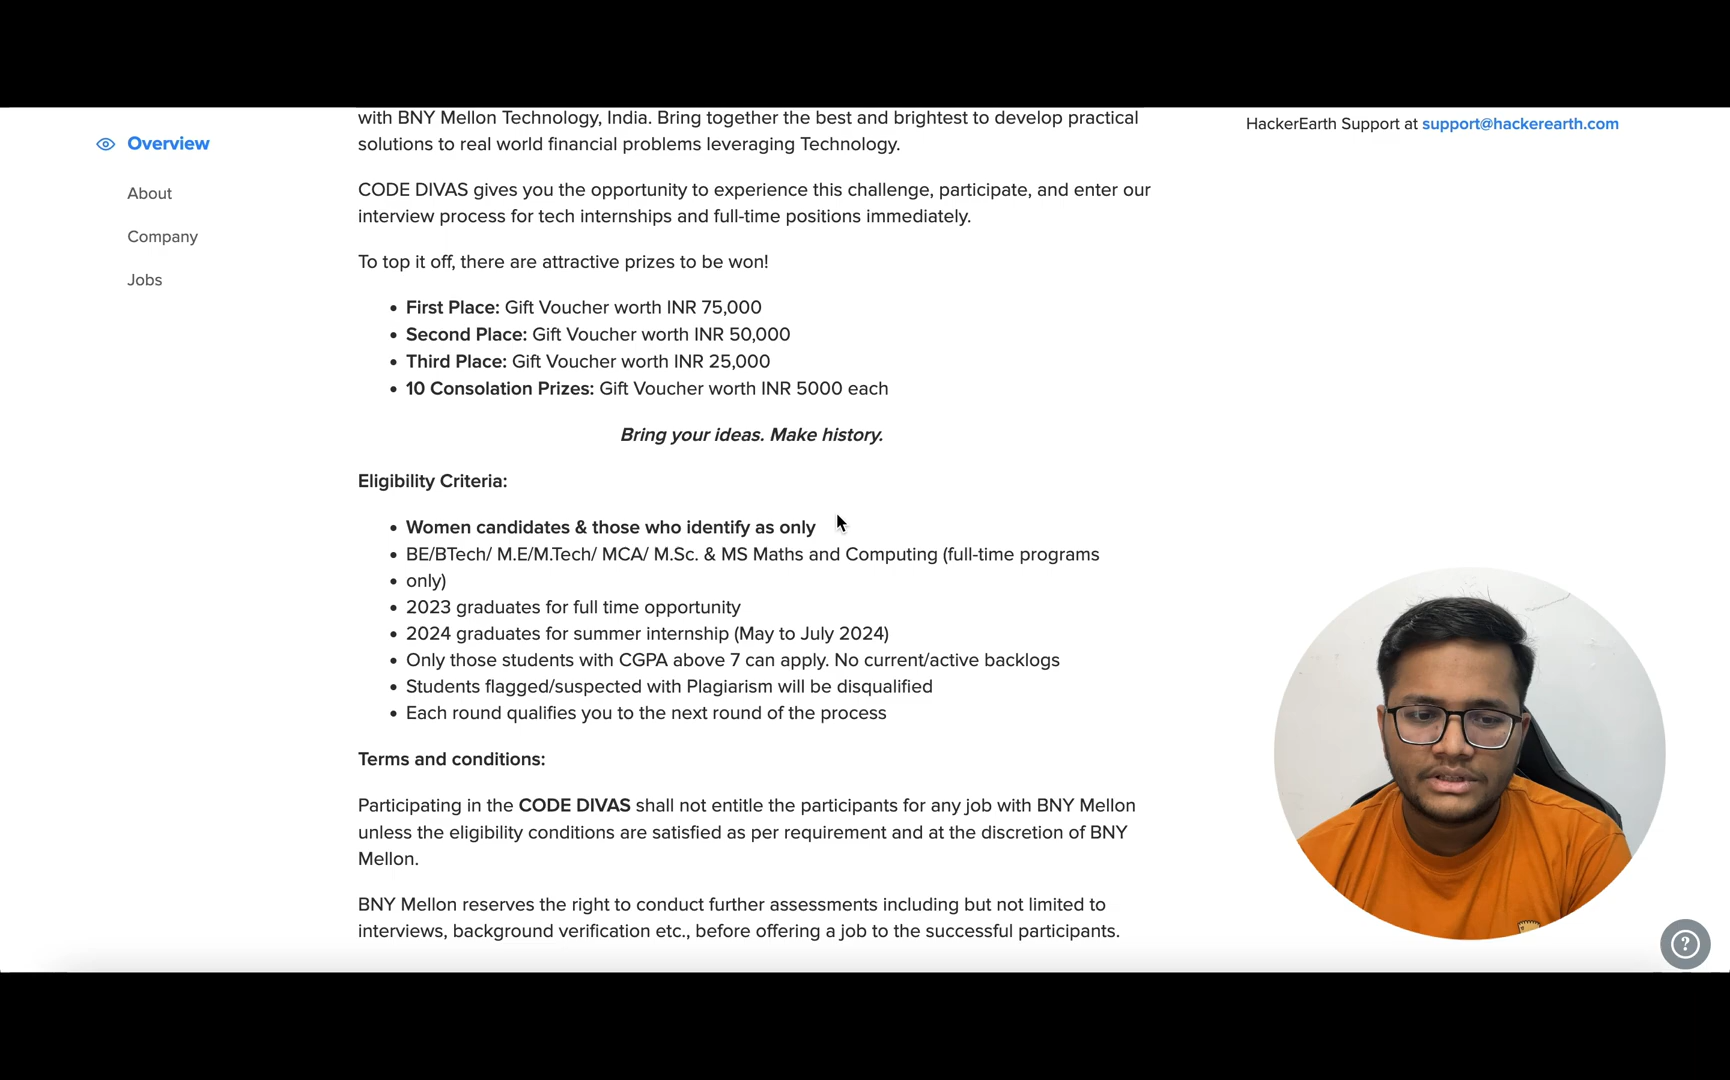 Overview
About
Company
Jobs
with BNY Mellon Technology, India. Bring together the best and brightest to develop practical
solutions to real world financial problems leveraging Technology.
CODE DIVAS gives you the opportunity to experience this challenge, participate, and enter our
interview process for tech internships and full-time positions immediately.
To top it off, there are attractive prizes to be won!
• First Place: Gift Voucher worth INR 75,000
• Second Place: Gift Voucher worth INR 50,000
• Third Place: Gift Voucher worth INR 25,000
• 10 Consolation Prizes: Gift Voucher worth INR 5000 each
Bring your ideas. Make history.
Eligibility Criteria:
• Women candidates & those who identify as only
• BE/BTech/ M.E/M.Tech/ MCA/ M.Sc. & MS Maths and Computing (full-time programs
• only)
• 2023 graduates for full time opportunity
• 2024 graduates for summer internship (May to July 2024)
• Only those students with CGPA above 7 can apply. No current/active backlogs
• Students flagged/suspected with Plagiarism will be disqualified
• Each round qualifies you to the next round of the process
Terms and conditions:
Participating in the CODE DIVAS shall not entitle the participants for any job with BNY Mellon
unless the eligibility conditions are satisfied as per requirement and at the discretion of BNY
Mellon.
BNY Mellon reserves the right to conduct further assessments including but not limited to
interviews, background verification etc., before offering a job to the successful participants.
HackerEarth Support at support@hackerearth.com
?